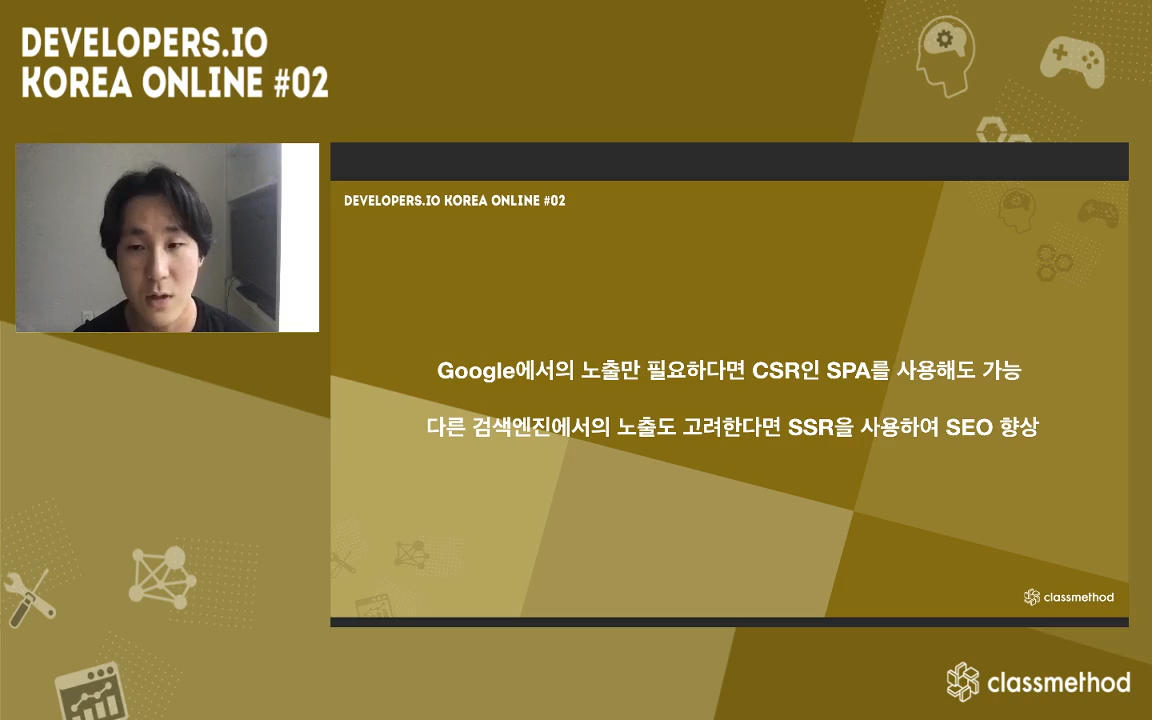 DEVELOPERS.IO
KOREA ONLINE #02
DEVELOPERS.IO KOREA ONLINE #02
Google에서의 노출만 필요하다면 CSR인 SPA를 사용해도 가능
다른 검색엔진에서의 노출도 고려한다면 SSR을 사용하여 SEO 향상
classmethod
classmethod